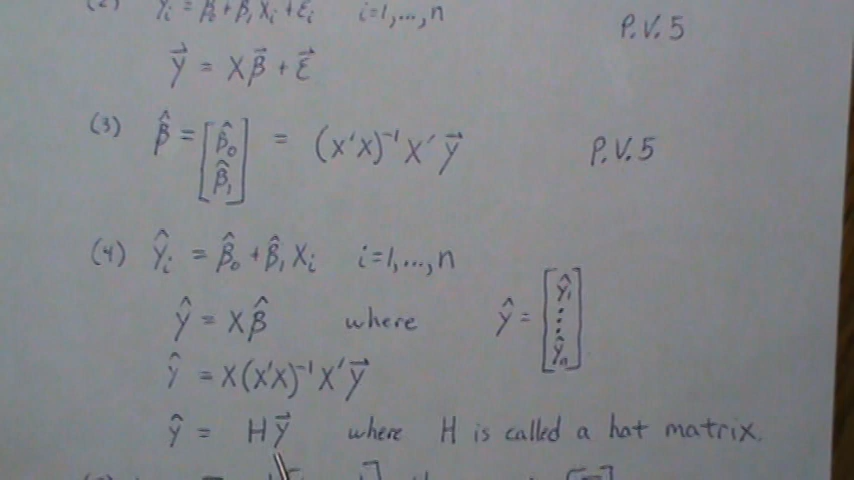 (2) Yᵢ = β₀ + β₁Xᵢ + εᵢ i=1,...,n P.V.5
Y⃗ = Xβ⃗ + ε⃗
(3) β̂ = [β̂₀ β̂₁] = (X'X)⁻¹X'Y⃗ P.V.5
(4) Ŷᵢ = β̂₀ + β̂₁Xᵢ i=1,...,n
Ŷ = Xβ̂ where Ŷ = [Ŷ₁ ⋮ Ŷₙ]
Ŷ = X(X'X)⁻¹X'Y⃗
Ŷ = HY⃗ where H is called a hat matrix.